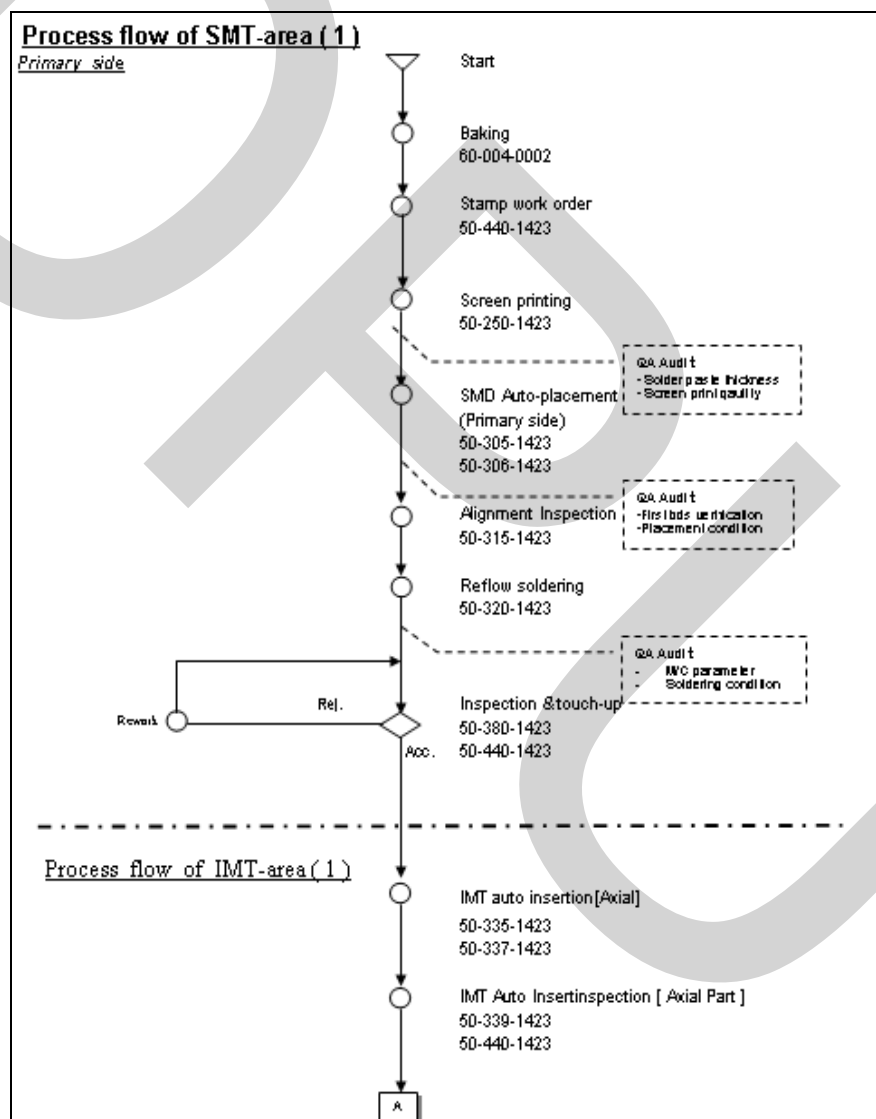 Process flow of SMT-area ( 1 )
Primary side
Start
Baking
60-004-0002
Stamp work order
50-440-1423
Screen printing
50-250-1423
QA Audit
- Solder paste thickness
- Screen print qaulity
SMD Auto-placement
(Primary side)
50-305-1423
50-306-1423
QA Audit
-First bds verification
-Placement condition
Alignment Inspection
50-315-1423
Reflow soldering
50-320-1423
QA Audit
- M/C parameter
- Soldering condition
Rework
Rej.
Inspection &touch-up
50-380-1423
50-440-1423
Acc.
Process flow of IMT-area( 1 )
IMT auto insertion[Axial]
50-335-1423
50-337-1423
IMT Auto Insertinspection [ Axial Part ]
50-339-1423
50-440-1423
A